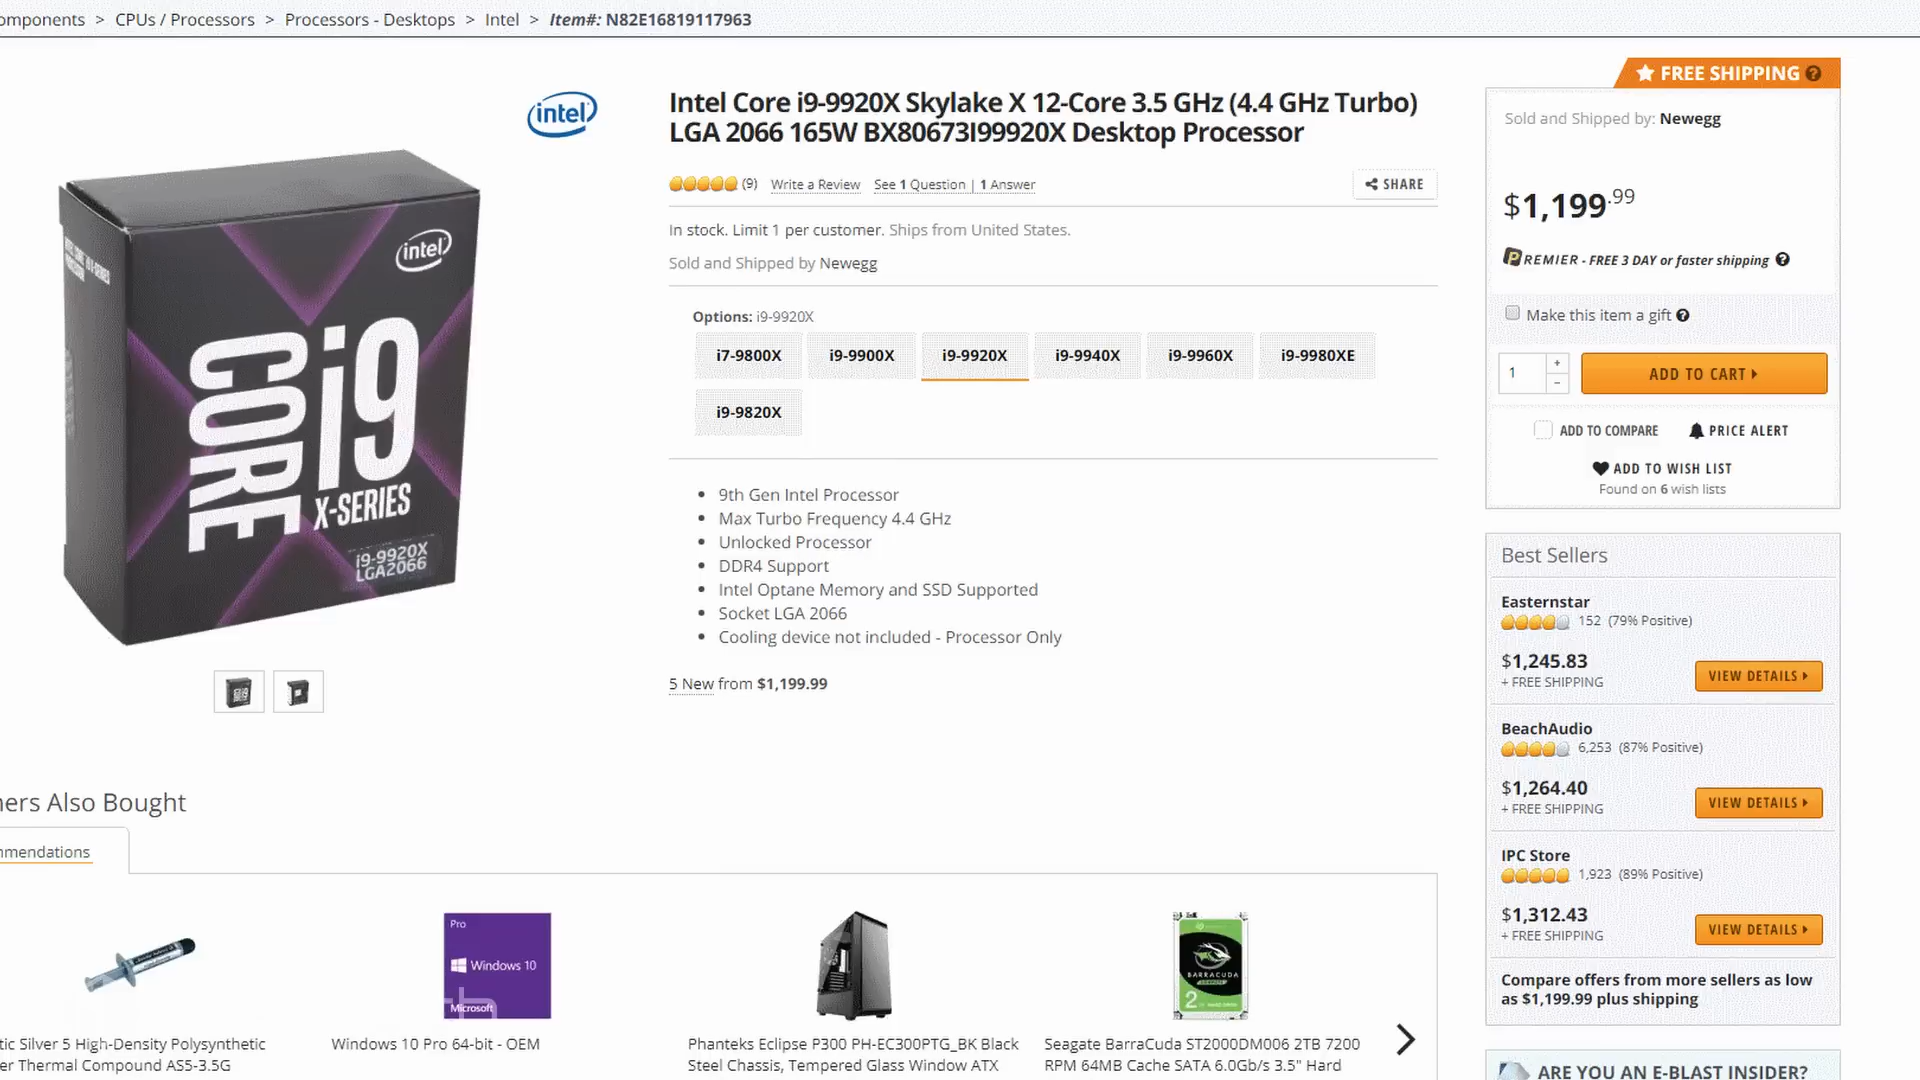 omponents > CPUs / Processors > Processors - Desktops > Intel > Item#: N82E16819117963
FREE SHIPPING ?
intel
Intel Core i9-9920X Skylake X 12-Core 3.5 GHz (4.4 GHz Turbo)
LGA 2066 165W BX80673I99920X Desktop Processor
(9) Write a Review See 1 Question | 1 Answer
SHARE
In stock. Limit 1 per customer. Ships from United States.
Sold and Shipped by Newegg
Options: i9-9920X
i7-9800X i9-9900X i9-9920X i9-9940X i9-9960X i9-9980XE
i9-9820X
• 9th Gen Intel Processor
• Max Turbo Frequency 4.4 GHz
• Unlocked Processor
• DDR4 Support
• Intel Optane Memory and SSD Supported
• Socket LGA 2066
• Cooling device not included - Processor Only
5 New from $1,199.99
intel
CORE i9
X-SERIES
i9-9920X
LGA2066
Sold and Shipped by: Newegg
$1,199.99
PREMIER - FREE 3 DAY or faster shipping ?
Make this item a gift ?
1 + -
ADD TO CART
ADD TO COMPARE PRICE ALERT
ADD TO WISH LIST
Found on 6 wish lists
Best Sellers
Easternstar
152 (79% Positive)
$1,245.83
+ FREE SHIPPING
VIEW DETAILS
BeachAudio
6,253 (87% Positive)
$1,264.40
+ FREE SHIPPING
VIEW DETAILS
IPC Store
1,923 (89% Positive)
$1,312.43
+ FREE SHIPPING
VIEW DETAILS
Compare offers from more sellers as low
as $1,199.99 plus shipping
ARE YOU AN E-BLAST INSIDER?
ners Also Bought
mmendations
Pro
Windows 10
Microsoft
BARRACUDA
2
tic Silver 5 High-Density Polysynthetic
er Thermal Compound AS5-3.5G
Windows 10 Pro 64-bit - OEM
Phanteks Eclipse P300 PH-EC300PTG_BK Black
Steel Chassis, Tempered Glass Window ATX
Seagate BarraCuda ST2000DM006 2TB 7200
RPM 64MB Cache SATA 6.0Gb/s 3.5" Hard